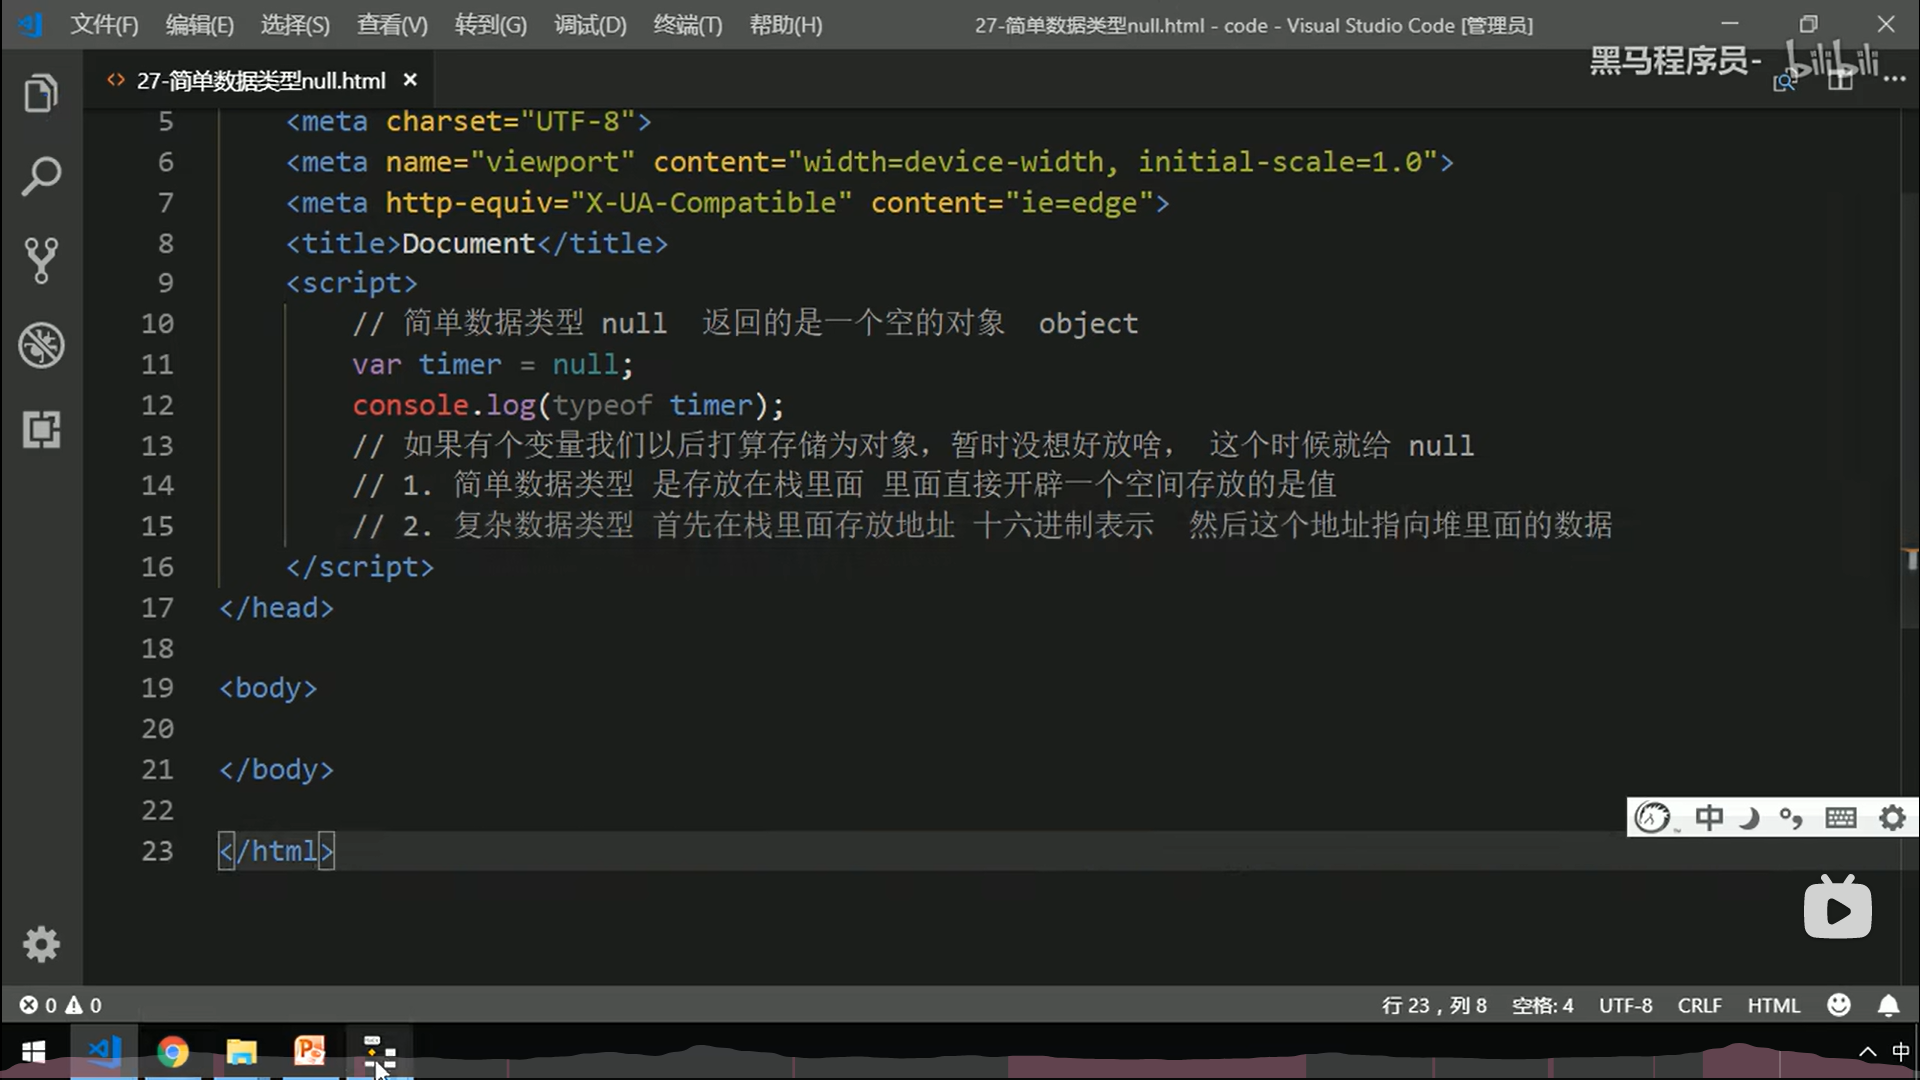 文件(F) 编辑(E) 选择(S) 查看(V) 转到(G) 调试(D) 终端(T) 帮助(H) 27-简单数据类型null.html - code - Visual Studio Code [管理员]
黑马程序员- bilibili
27-简单数据类型null.html
5 <meta charset="UTF-8">
6 <meta name="viewport" content="width=device-width, initial-scale=1.0">
7 <meta http-equiv="X-UA-Compatible" content="ie=edge">
8 <title>Document</title>
9 <script>
10 // 简单数据类型 null 返回的是一个空的对象 object
11 var timer = null;
12 console.log(typeof timer);
13 // 如果有个变量我们以后打算存储为对象，暂时没想好放啥， 这个时候就给 null
14 // 1. 简单数据类型 是存放在栈里面 里面直接开辟一个空间存放的是值
15 // 2. 复杂数据类型 首先在栈里面存放地址 十六进制表示 然后这个地址指向堆里面的数据
16 </script>
17 </head>
18
19 <body>
20
21 </body>
22
23 </html>
中
0 0 行 23，列 8 空格: 4 UTF-8 CRLF HTML
中